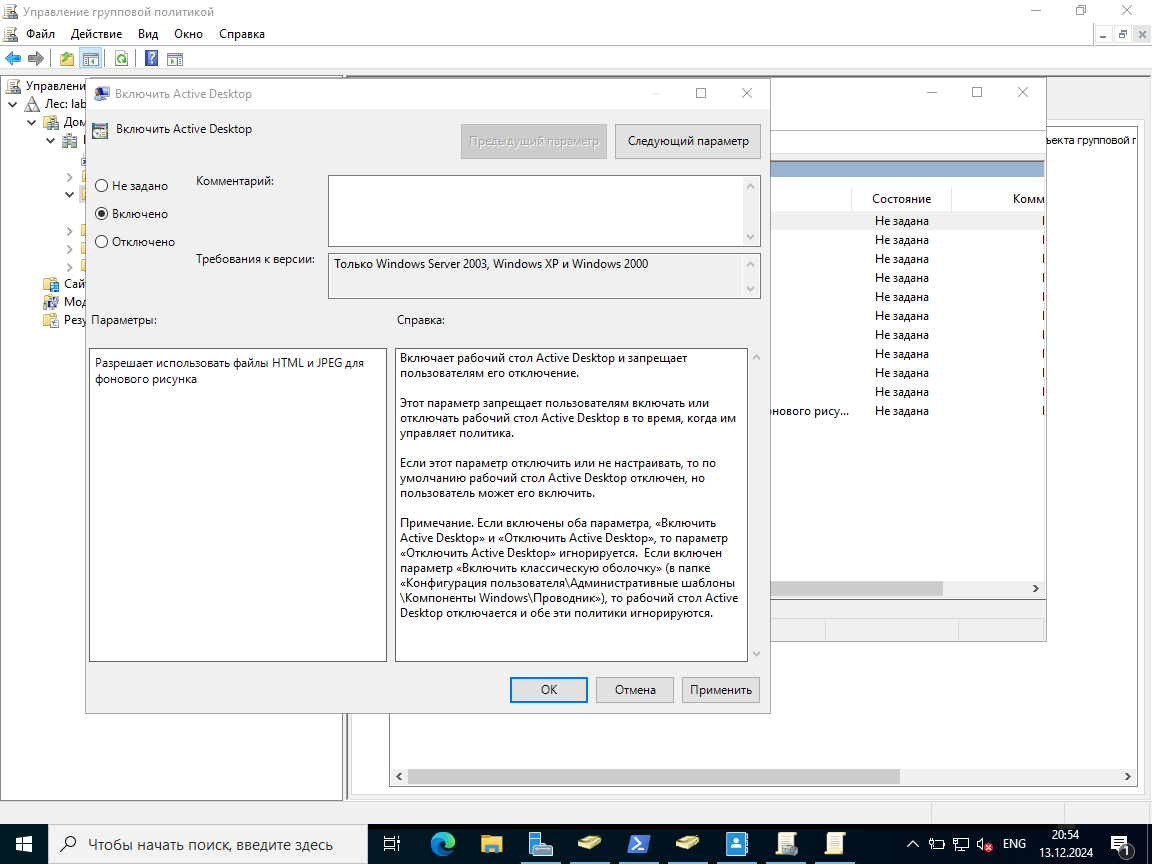 Управление групповой политикой
Файл Действие Вид Окно Справка
Управлени
Лес: lab
Дом
Сай
Мод
Резу
Включить Active Desktop
Включить Active Desktop
Предыдущий параметр
Следующий параметр
Не задано
Включено
Отключено
Комментарий:
Требования к версии:
Только Windows Server 2003, Windows XP и Windows 2000
Параметры:
Справка:
Разрешает использовать файлы HTML и JPEG для
фонового рисунка
Включает рабочий стол Active Desktop и запрещает
пользователям его отключение.
Этот параметр запрещает пользователям включать или
отключать рабочий стол Active Desktop в то время, когда им
управляет политика.
Если этот параметр отключить или не настраивать, то по
умолчанию рабочий стол Active Desktop отключен, но
пользователь может его включить.
Примечание. Если включены оба параметра, «Включить
Active Desktop» и «Отключить Active Desktop», то параметр
«Отключить Active Desktop» игнорируется.  Если включен
параметр «Включить классическую оболочку» (в папке
«Конфигурация пользователя\Административные шаблоны
\Компоненты Windows\Проводник»), то рабочий стол Active
Desktop отключается и обе эти политики игнорируются.
OK
Отмена
Применить
ъекта групповой г
Состояние
Комм
Не задана
Не задана
Не задана
Не задана
Не задана
Не задана
Не задана
Не задана
Не задана
Не задана
онового рису... Не задана
Чтобы начать поиск, введите здесь
ENG
20:54
13.12.2024
1